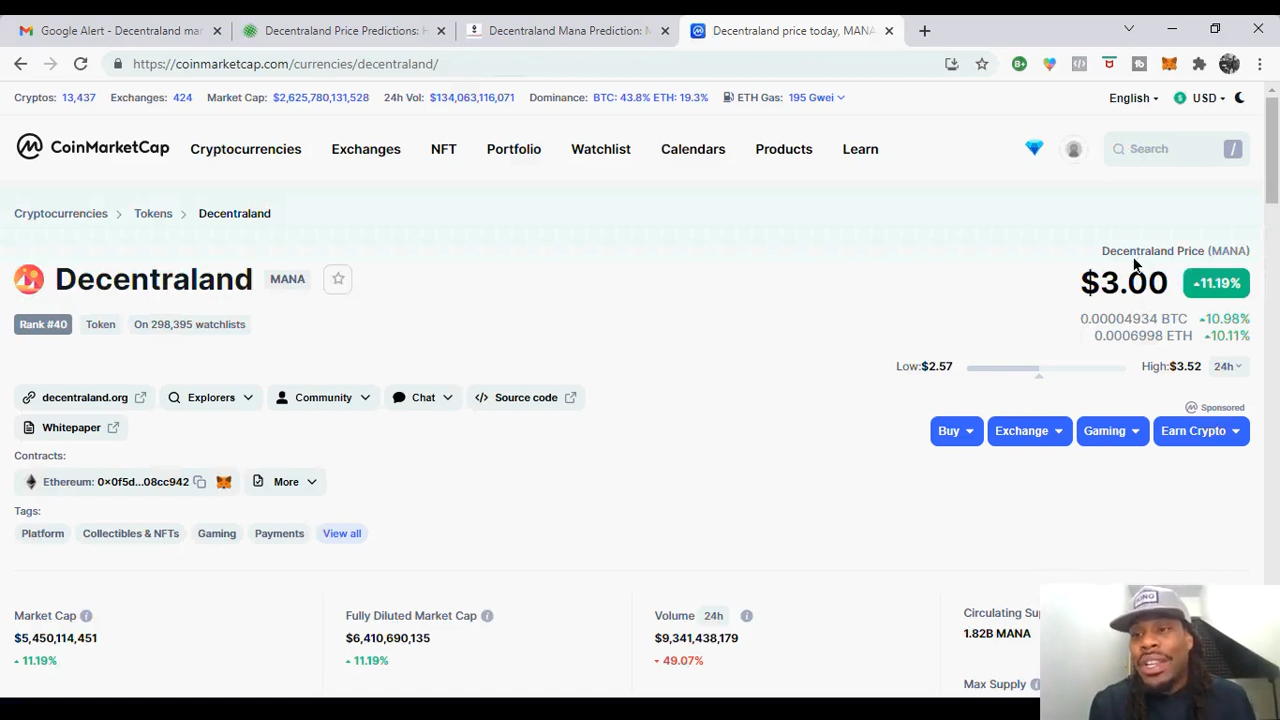 Google Alert - Decentraland mar
Decentraland Price Predictions: H
Decentraland Mana Prediction: M
Decentraland price today, MANA
https://coinmarketcap.com/currencies/decentraland/
Cryptos: 13,437 Exchanges: 424 Market Cap: $2,625,780,131,528 24h Vol: $134,063,116,071 Dominance: BTC: 43.8% ETH: 19.3% ETH Gas: 195 Gwei English USD
CoinMarketCap Cryptocurrencies Exchanges NFT Portfolio Watchlist Calendars Products Learn Search /
Cryptocurrencies > Tokens > Decentraland
Decentraland Price (MANA)
Decentraland MANA
$3.00 11.19%
0.00004934 BTC 10.98%
0.0006998 ETH 10.11%
Rank #40 Token On 298,395 watchlists
Low:$2.57 High:$3.52 24h
decentraland.org Explorers Community Chat </> Source code
Sponsored
Buy Exchange Gaming Earn Crypto
Whitepaper
Contracts:
Ethereum: 0x0f5d...08cc942 More
Tags:
Platform Collectibles & NFTs Gaming Payments View all
Market Cap
$5,450,114,451
11.19%
Fully Diluted Market Cap
$6,410,690,135
11.19%
Volume 24h
$9,341,438,179
49.07%
Circulating Su
1.82B MANA
Max Supply